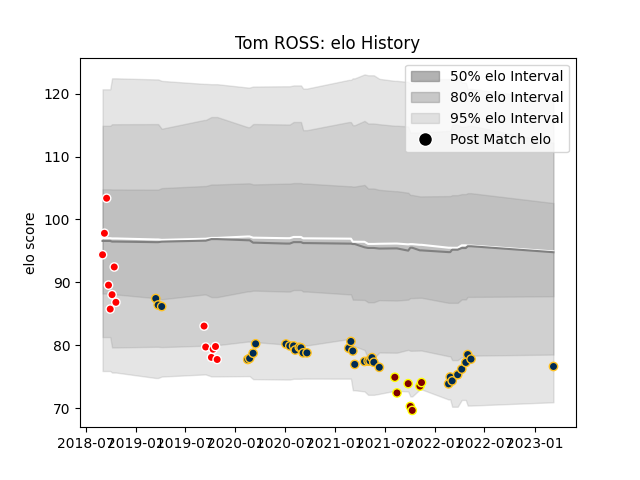 Tom ROSS: elo History
50% elo Interval
80% elo Interval
95% elo Interval
Post Match elo
elo score
120
110
100
90
80
70
2018-07
2019-01
2019-07
2020-01
2020-07
2021-01
2021-07
2022-01
2022-07
2023-01